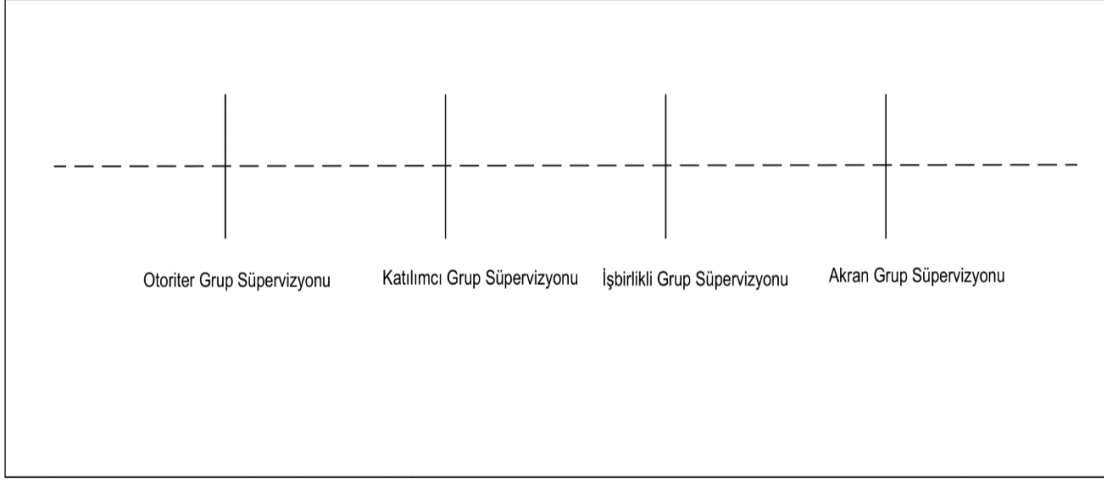 Otoriter Grup Süpervizyonu
Katılımcı Grup Süpervizyonu
İşbirlikli Grup Süpervizyonu
Akran Grup Süpervizyonu